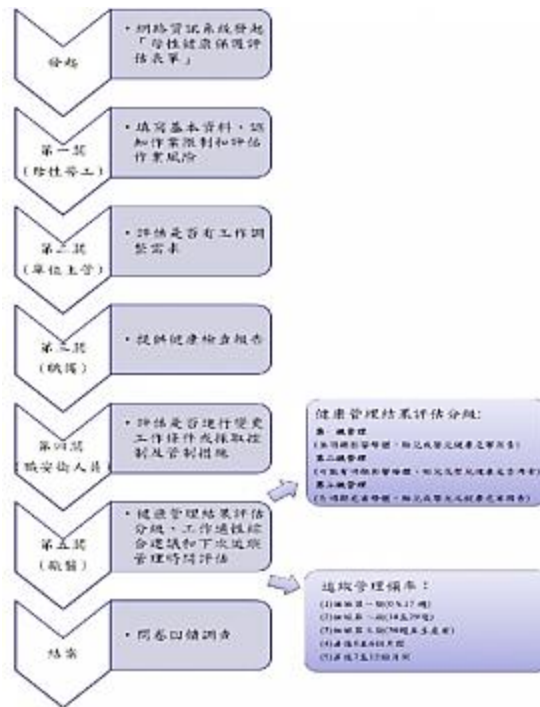 發起
・網路資訊系統發起
「母性健康保護評
估表單」
第一關
(母性勞工)
・填寫基本資料、認
知作業限制和評估
作業風險
第二關
(單位主管)
・評估是否有工作調
整需求
第三關
(職護)
・提供健康檢查報告
第四關
(職安衛人員)
・評估是否進行變更
工作條件或採取控
制及管制措施
第五關
(職醫)
・健康管理結果評估
分級、工作適性綜
合建議和下次追蹤
管理時間評估
結案
・問卷回饋調查
健康管理結果評估分級:
第一級管理
第二級管理
第三級管理
追蹤管理頻率: